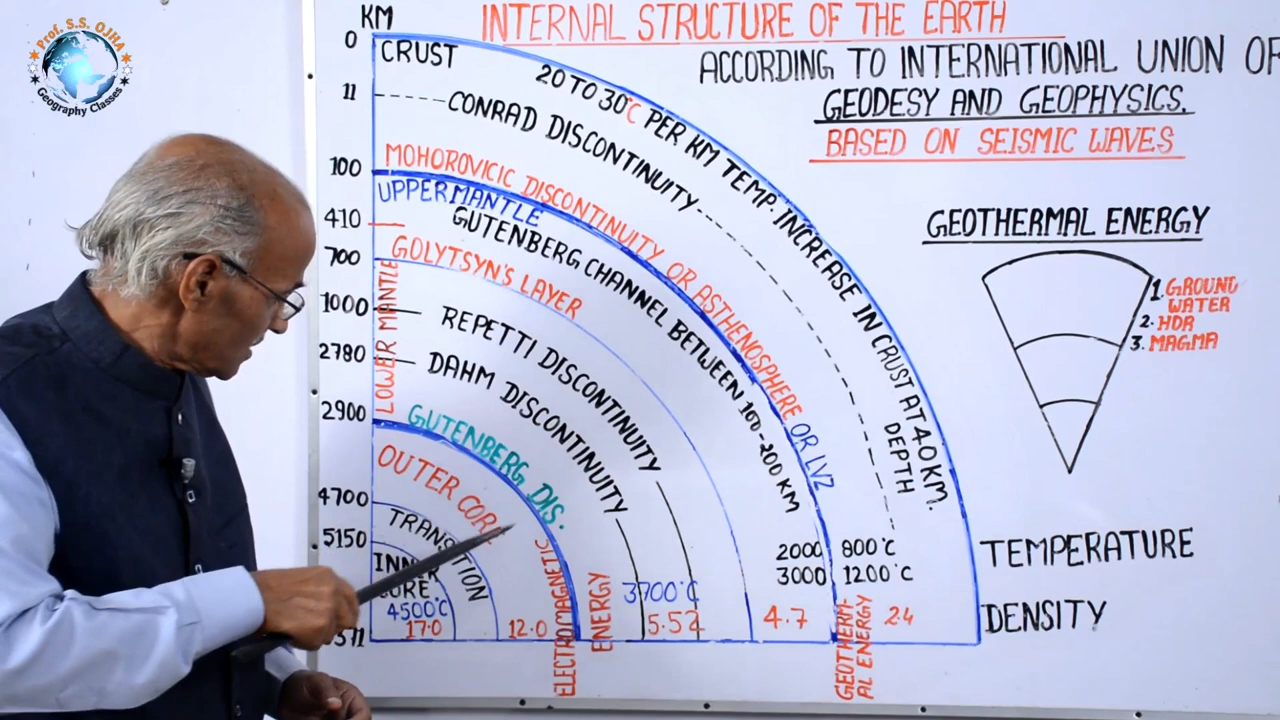 Prof. S.S. OJHA
Geography Classes
INTERNAL STRUCTURE OF THE EARTH
ACCORDING TO INTERNATIONAL UNION OF
GEODESY AND GEOPHYSICS.
BASED ON SEISMIC WAVES
KM
0
11
100
410
700
1000
2780
2900
4700
5150
CRUST
20 TO 30°C PER KM TEMP. INCREASE IN CRUST AT 40 KM.
DEPTH
CONRAD DISCONTINUITY
MOHOROVICIC DISCONTINUITY OR ASTHENOSPHERE OR LVZ
UPPER MANTLE
GUTENBERG CHANNEL BETWEEN 100-200 KM
GOLYTSYN'S LAYER
LOWER MANTLE
REPETTI DISCONTINUITY
DAHM DISCONTINUITY
GUTENBERG DIS.
OUTER
TRANSITION
INNER
4500°C
17.0
12.0
ELECTROMAGNETIC
ENERGY
3700°C
5.52
4.7
2000
3000
800°C
1200°C
GEOTHERM-
AL ENERGY
2.4
TEMPERATURE
DENSITY
GEOTHERMAL ENERGY
1. GROUND
WATER
2. HDR
3. MAGMA